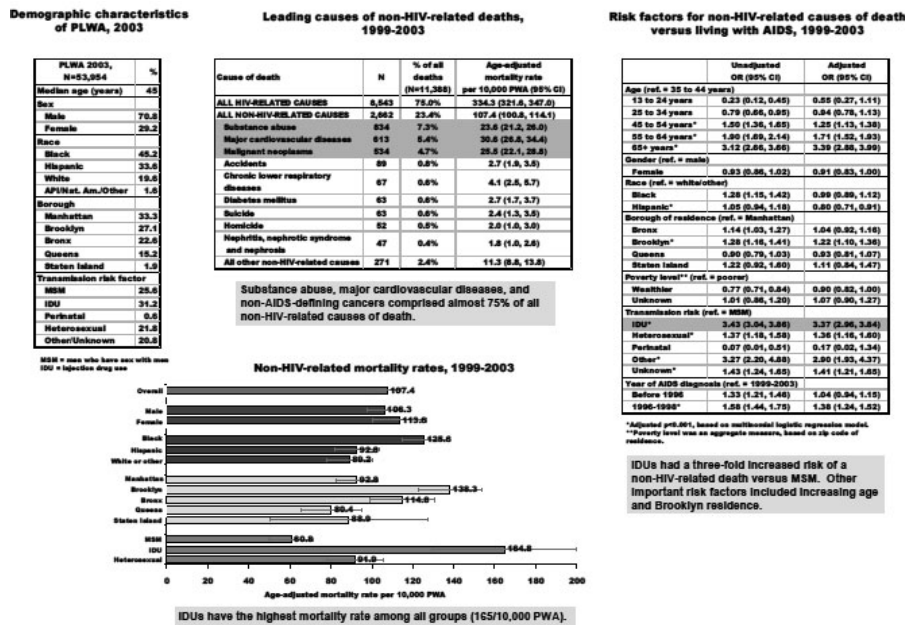 Demographic characteristics
of PLWA, 2003
PLWA 2003,
N=53,954 %
Median age (years) 45
Sex
Male 70.8
Female 29.2
Race
Black 45.2
Hispanic 33.6
White 19.6
API/Nat. Am./Other 1.6
Borough
Manhattan 33.3
Brooklyn 27.1
Bronx 22.6
Queens 15.2
Staten Island 1.9
Transmission risk factor
MSM 25.6
IDU 31.2
Perinatal 0.6
Heterosexual 21.8
Other/Unknown 20.8
MSM = men who have sex with men
IDU = injection drug use
Leading causes of non-HIV-related deaths,
1999-2003
Cause of death N % of all deaths (N=11,388) Age-adjusted mortality rate per 10,000 PWA (95% CI)
ALL HIV-RELATED CAUSES 8,543 75.0% 334.3 (321.6, 347.0)
ALL NON-HIV-RELATED CAUSES 2,662 23.4% 107.4 (100.8, 114.1)
Substance abuse 834 7.3% 23.6 (21.2, 26.0)
Major cardiovascular diseases 613 5.4% 30.6 (26.8, 34.4)
Malignant neoplasms 534 4.7% 25.5 (22.1, 28.8)
Accidents 89 0.8% 2.7 (1.9, 3.5)
Chronic lower respiratory
diseases 67 0.6% 4.1 (2.5, 5.7)
Diabetes mellitus 63 0.6% 2.7 (1.7, 3.7)
Suicide 63 0.6% 2.4 (1.3, 3.5)
Homicide 52 0.5% 2.0 (1.0, 3.0)
Nephritis, nephrotic syndrome
and nephrosis 47 0.4% 1.8 (1.0, 2.6)
All other non-HIV-related causes 271 2.4% 11.3 (8.8, 13.8)
Substance abuse, major cardiovascular diseases, and
non-AIDS-defining cancers comprised almost 75% of all
non-HIV-related causes of death.
Non-HIV-related mortality rates, 1999-2003
Overall 107.4
Male 106.3
Female 113.6
Black 125.6
Hispanic 92.8
White or other 89.2
Manhattan 92.8
Brooklyn 138.3
Bronx 114.8
Queens 80.4
Staten Island 88.9
MSM 60.8
IDU 164.8
Heterosexual 91.9
0 20 40 60 80 100 120 140 160 180 200
Age-adjusted mortality rate per 10,000 PWA
IDUs have the highest mortality rate among all groups (165/10,000 PWA).
Risk factors for non-HIV-related causes of death
versus living with AIDS, 1999-2003
Unadjusted Adjusted
OR (95% CI) OR (95% CI)
Age (ref. = 35 to 44 years)
13 to 24 years 0.23 (0.12, 0.45) 0.55 (0.27, 1.11)
25 to 34 years 0.79 (0.66, 0.95) 0.94 (0.78, 1.13)
45 to 54 years* 1.50 (1.36, 1.65) 1.25 (1.13, 1.38)
55 to 64 years* 1.90 (1.69, 2.14) 1.71 (1.52, 1.93)
65+ years* 3.12 (2.66, 3.66) 3.39 (2.88, 3.99)
Gender (ref. = male)
Female 0.93 (0.86, 1.02) 0.91 (0.83, 1.00)
Race (ref. = white/other)
Black 1.28 (1.15, 1.42) 0.99 (0.89, 1.12)
Hispanic* 1.05 (0.94, 1.18) 0.80 (0.71, 0.91)
Borough of residence (ref. = Manhattan)
Bronx 1.14 (1.03, 1.27) 1.04 (0.92, 1.16)
Brooklyn* 1.28 (1.16, 1.41) 1.22 (1.10, 1.36)
Queens 0.90 (0.79, 1.03) 0.93 (0.81, 1.07)
Staten Island 1.22 (0.92, 1.60) 1.11 (0.84, 1.47)
Poverty level** (ref. = poorer)
Wealthier 0.77 (0.71, 0.84) 0.90 (0.82, 1.00)
Unknown 1.01 (0.86, 1.20) 1.07 (0.90, 1.27)
Transmission risk (ref. = MSM)
IDU* 3.43 (3.04, 3.86) 3.37 (2.96, 3.84)
Heterosexual* 1.37 (1.18, 1.58) 1.36 (1.16, 1.60)
Perinatal 0.07 (0.01, 0.51) 0.17 (0.02, 1.34)
Other* 3.27 (2.20, 4.88) 2.90 (1.93, 4.37)
Unknown* 1.43 (1.24, 1.65) 1.41 (1.21, 1.65)
Year of AIDS diagnosis (ref. = 1999-2003)
Before 1996 1.33 (1.21, 1.46) 1.04 (0.94, 1.15)
1996-1998* 1.58 (1.44, 1.75) 1.38 (1.24, 1.52)
*Adjusted p<0.001, based on multinomial logistic regression model.
**Poverty level was an aggregate measure, based on zip code of
residence.
IDUs had a three-fold increased risk of a
non-HIV-related death versus MSM. Other
important risk factors included increasing age
and Brooklyn residence.